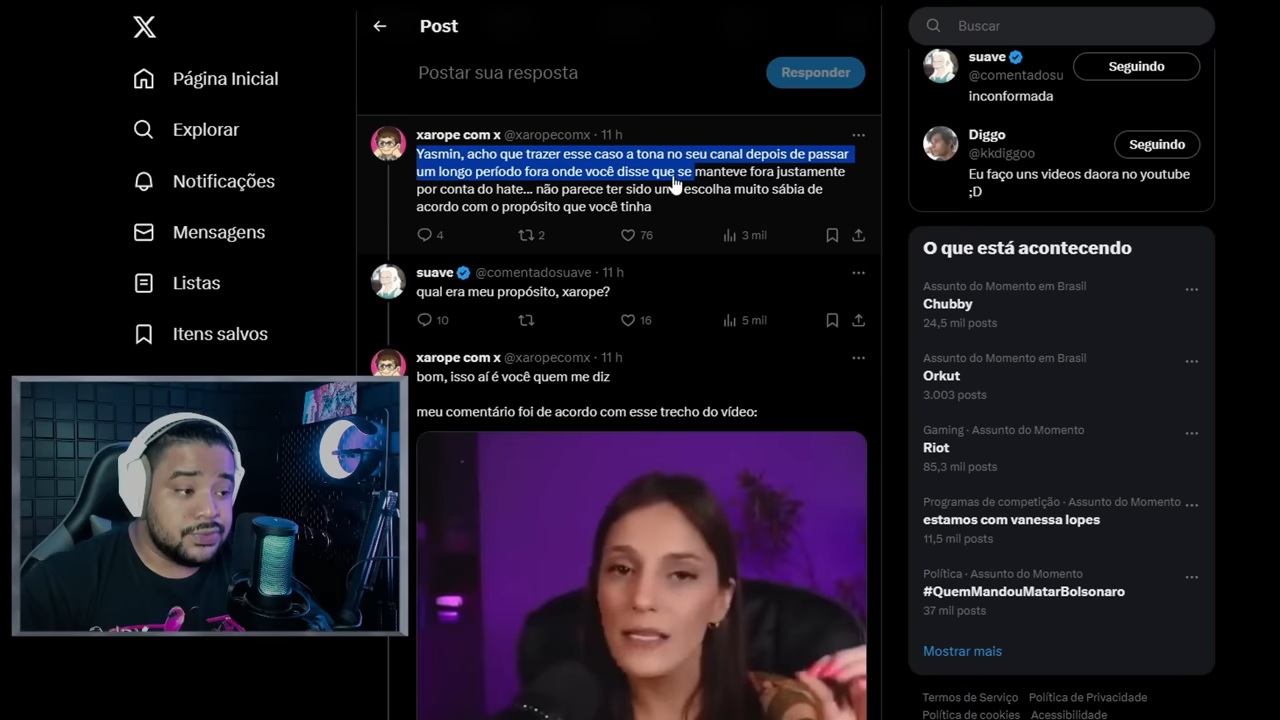 Página Inicial
Explorar
Notificações
Mensagens
Listas
Itens salvos
Post
Postar sua resposta
Responder
xarope com x @xaropecomx · 11 h
Yasmin, acho que trazer esse caso a tona no seu canal depois de passar
um longo período fora onde você disse que se manteve fora justamente
por conta do hate... não parece ter sido uma escolha muito sábia de
acordo com o propósito que você tinha
4
2
76
3 mil
suave @comentadosuave · 11 h
qual era meu propósito, xarope?
10
16
5 mil
xarope com x @xaropecomx · 11 h
bom, isso aí é você quem me diz
meu comentário foi de acordo com esse trecho do vídeo:
Buscar
suave
@comentadosu
Seguindo
inconformada
Diggo
@kkdiggoo
Seguindo
Eu faço uns videos daora no youtube
;D
O que está acontecendo
Assunto do Momento em Brasil
Chubby
24,5 mil posts
Assunto do Momento em Brasil
Orkut
3.003 posts
Gaming · Assunto do Momento
Riot
85,3 mil posts
Programas de competição · Assunto do Momento
estamos com vanessa lopes
11,5 mil posts
Política · Assunto do Momento
#QuemMandouMatarBolsonaro
37 mil posts
Mostrar mais
Termos de Serviço Política de Privacidade
Política de cookies Acessibilidade